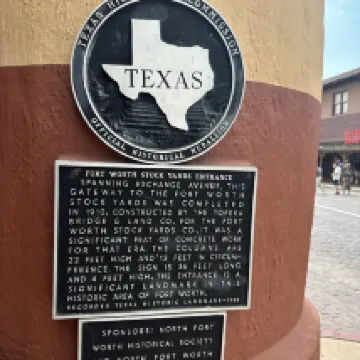 TEXAS HISTORICAL COMMISSION
TEXAS
OFFICIAL HISTORICAL MEDALLION
FORT WORTH STOCK YARDS ENTRANCE
SPANNING EXCHANGE AVENUE, THIS
GATEWAY TO THE FORT WORTH
STOCK YARDS WAS COMPLETED
IN 1910. CONSTRUCTED BY THE TOPEKA
BRIDGE & LAND CO. FOR THE FORT
WORTH STOCK YARDS CO., IT WAS A
SIGNIFICANT FEAT OF CONCRETE WORK
FOR THAT ERA. THE COLUMNS ARE
22 FEET HIGH AND 13 FEET IN CIRCUM-
FERENCE. THE SIGN IS 36 FEET LONG
AND 4 FEET HIGH. THE ENTRANCE IS A
SIGNIFICANT LANDMARK IN THIS
HISTORIC AREA OF FORT WORTH.
RECORDED TEXAS HISTORIC LANDMARK
SPONSORS: NORTH FORT
WORTH HISTORICAL SOCIETY
NORTH FORT WORTH